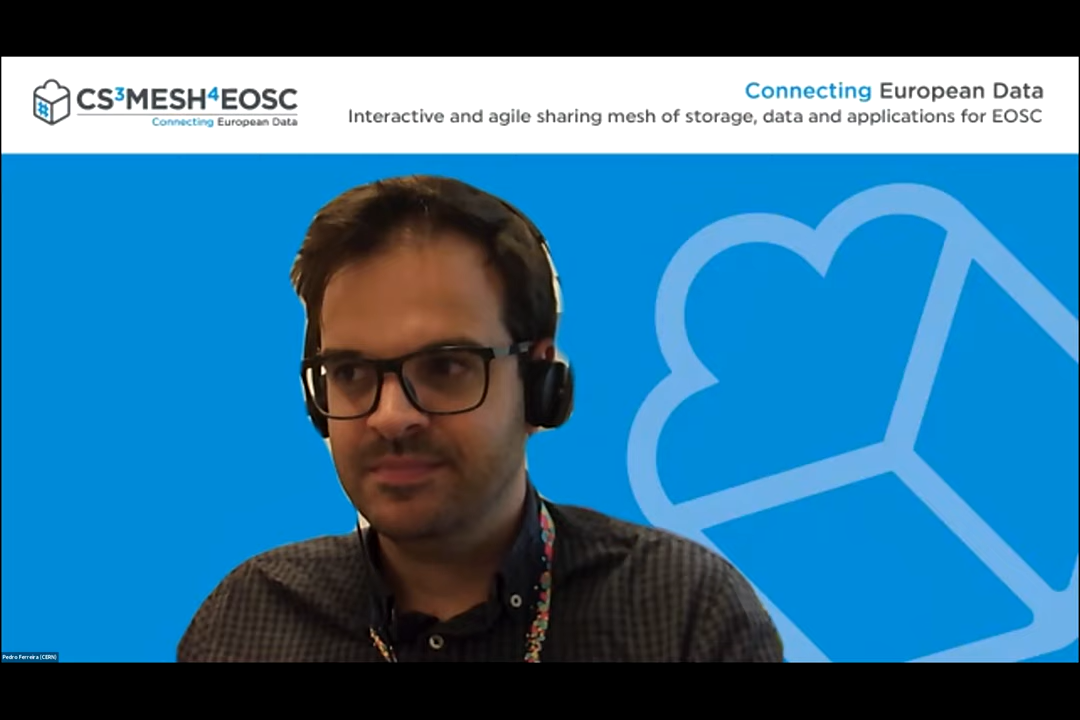 CS3MESH4EOSC
Connecting European Data
Connecting European Data
Interactive and agile sharing mesh of storage, data and applications for EOSC
Pedro Ferreira (CERN)